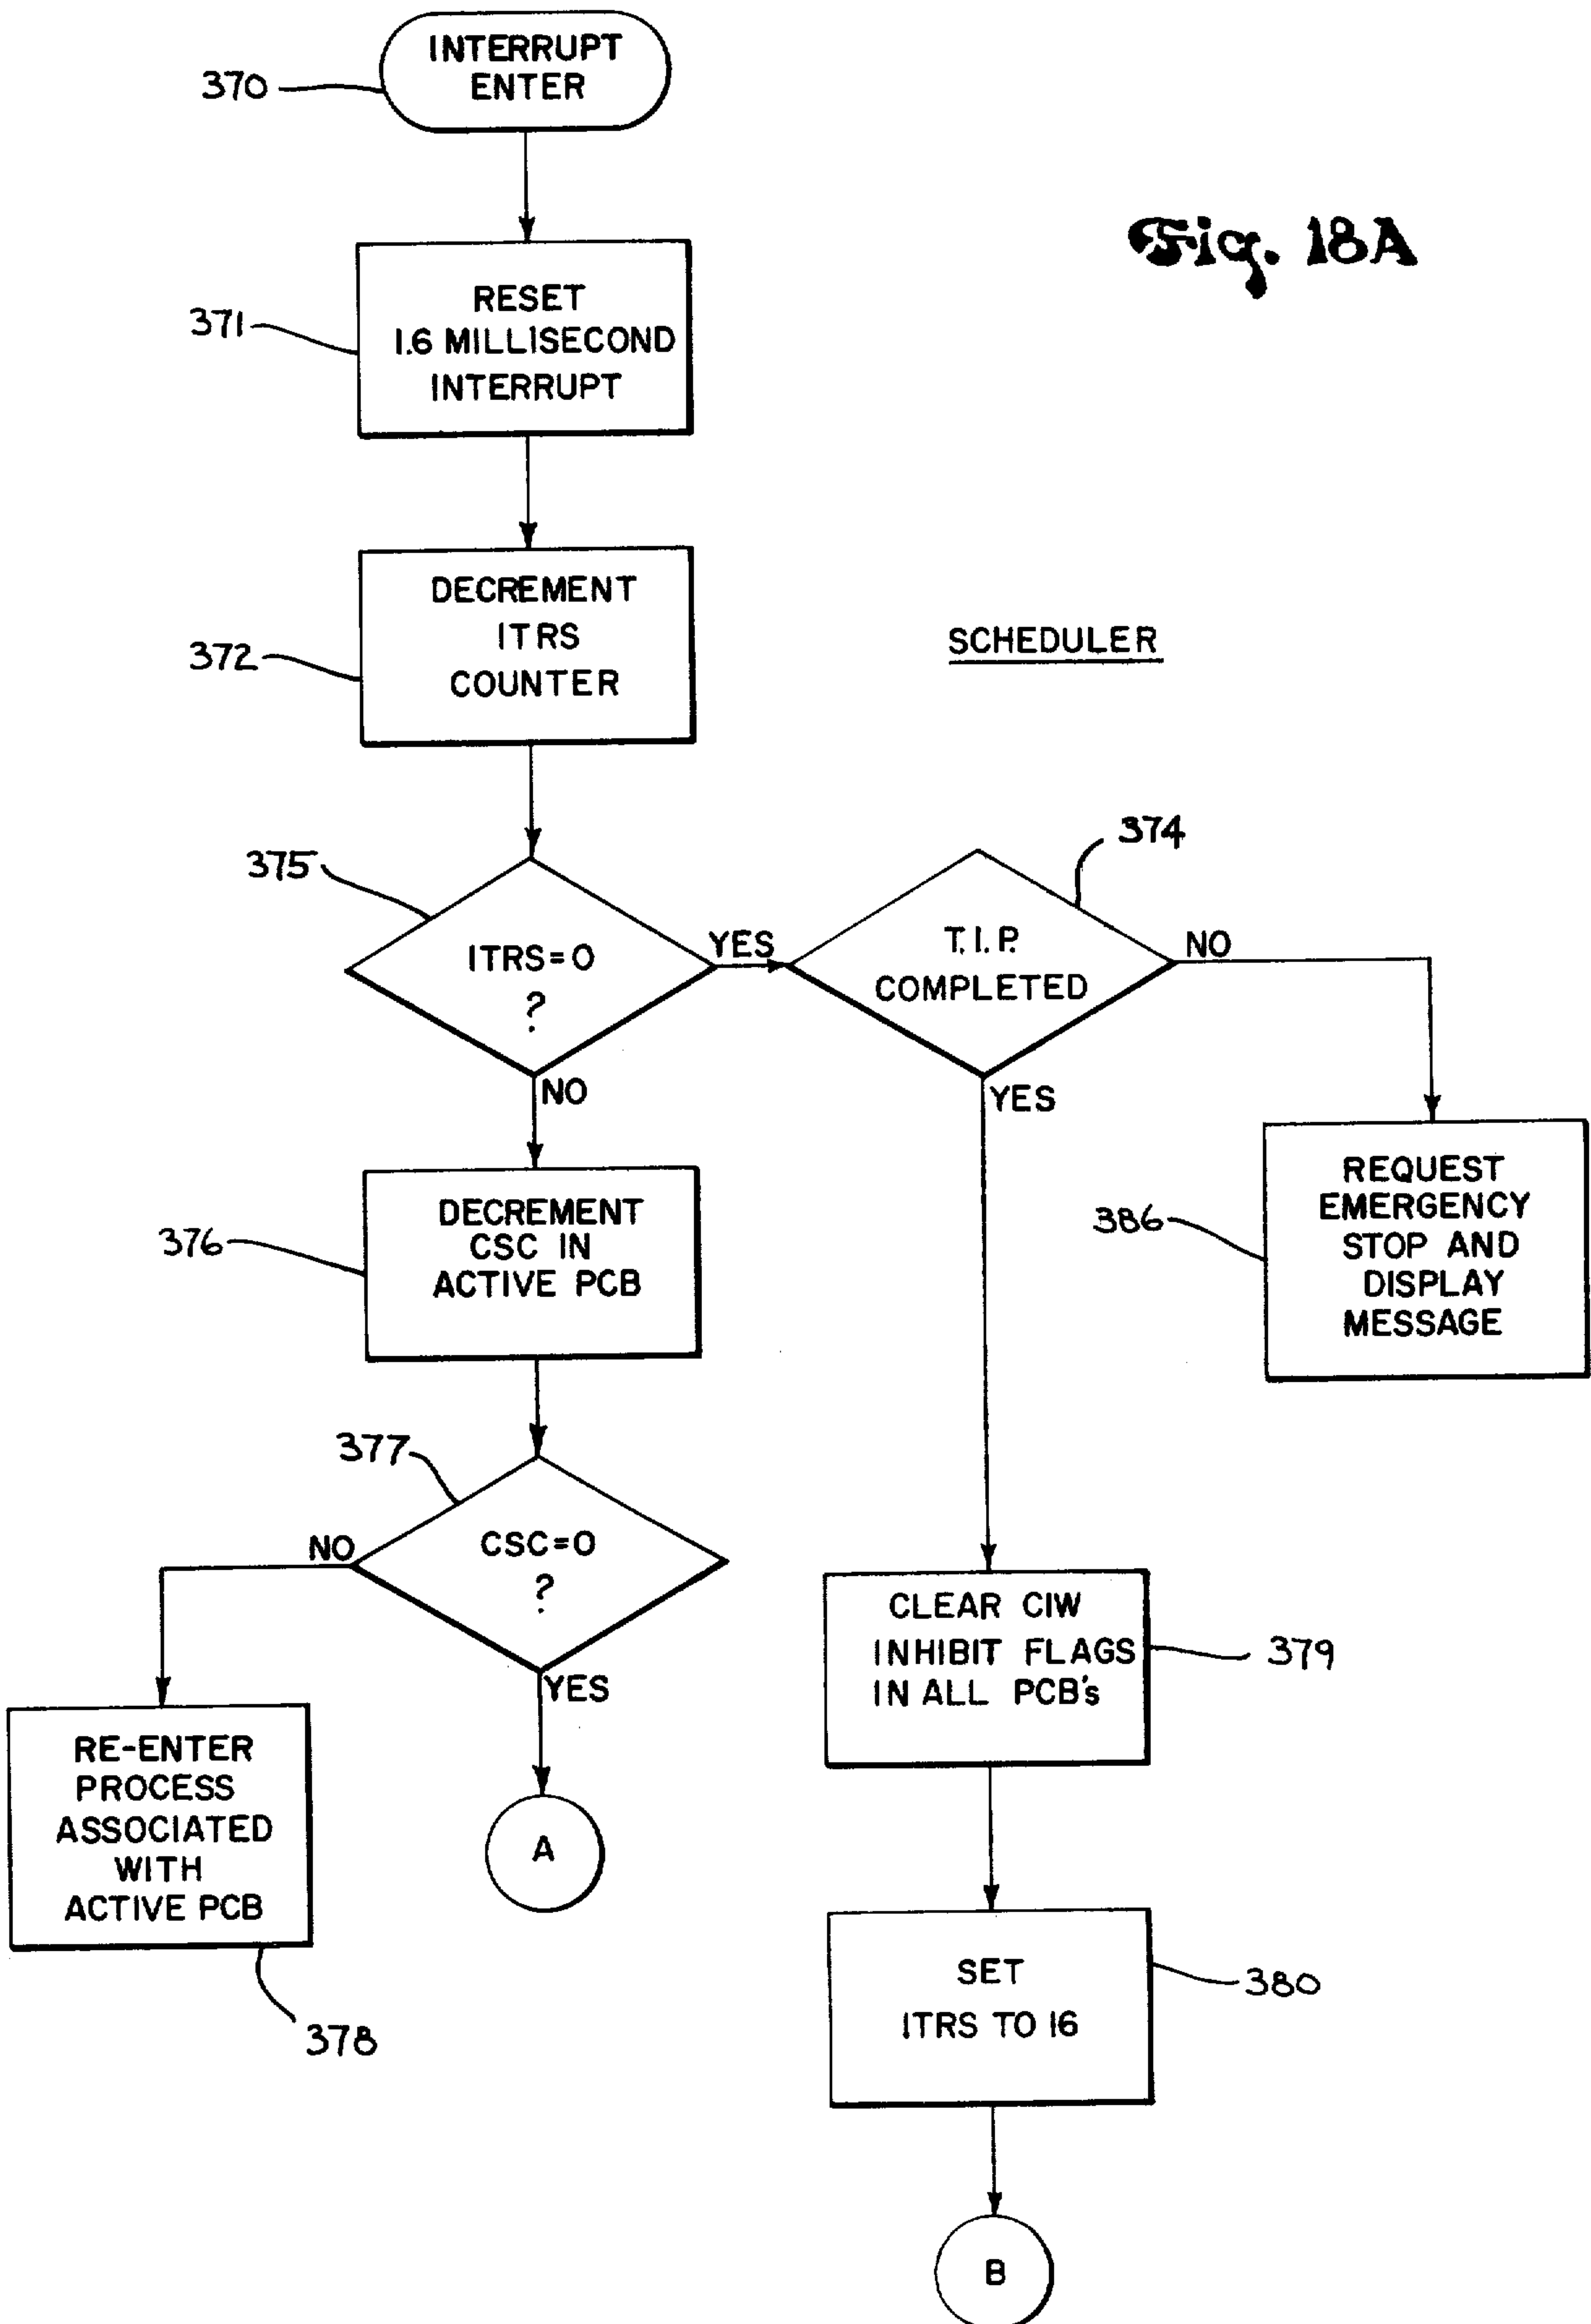 INTERRUPT
ENTER
370
Fig. 18A
RESET
1.6 MILLISECOND
INTERRUPT
371
DECREMENT
ITRS
COUNTER
372
SCHEDULER
375
ITRS=0
?
YES
NO
374
T.I.P.
COMPLETED
NO
YES
DECREMENT
CSC IN
ACTIVE PCB
376
REQUEST
EMERGENCY
STOP AND
DISPLAY
MESSAGE
386
377
CSC=0
?
NO
YES
CLEAR CIW
INHIBIT FLAGS
IN ALL PCB's
379
RE-ENTER
PROCESS
ASSOCIATED
WITH
ACTIVE PCB
378
A
SET
ITRS TO 16
380
B